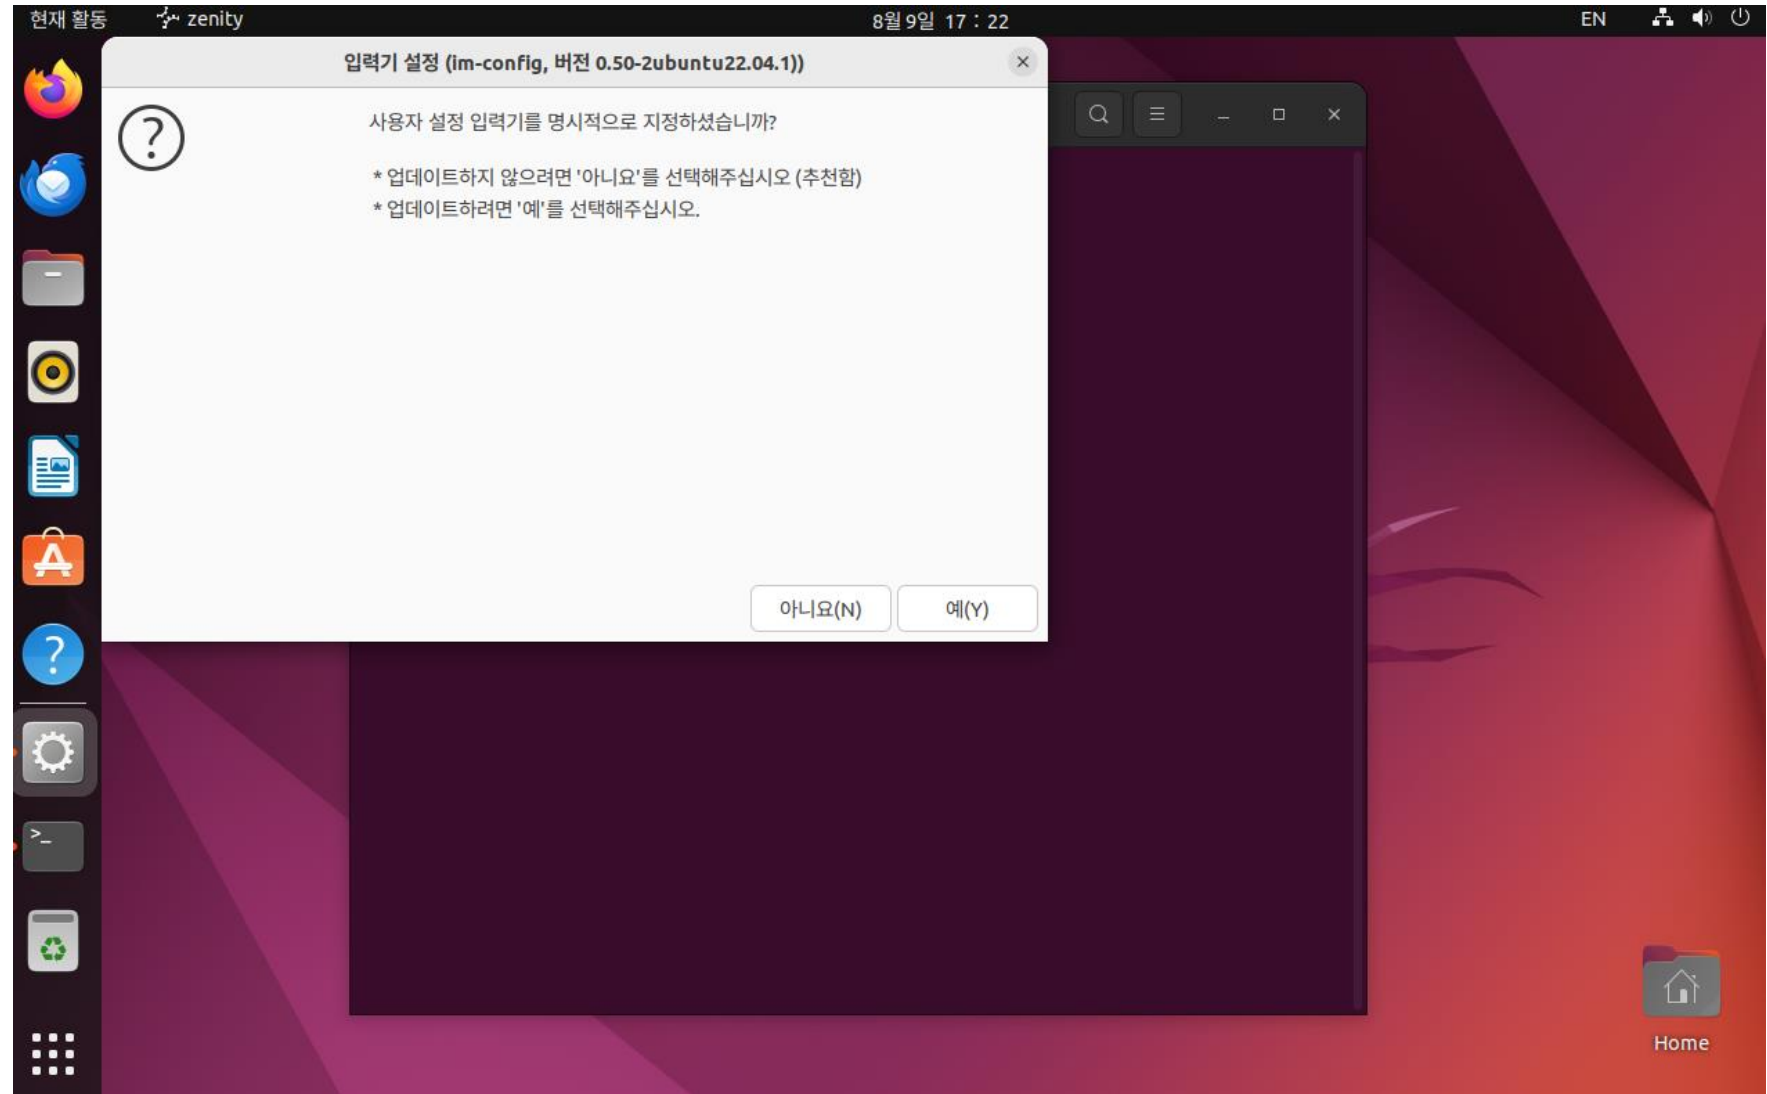 현재 활동
zenity
8월 9일 17 : 22
EN
입력기 설정 (im-config, 버전 0.50-2ubuntu22.04.1))
사용자 설정 입력기를 명시적으로 지정하셨습니까?
* 업데이트하지 않으려면 '아니요'를 선택해주십시오 (추천함)
* 업데이트하려면 '예'를 선택해주십시오.
아니요(N)
예(Y)
Home